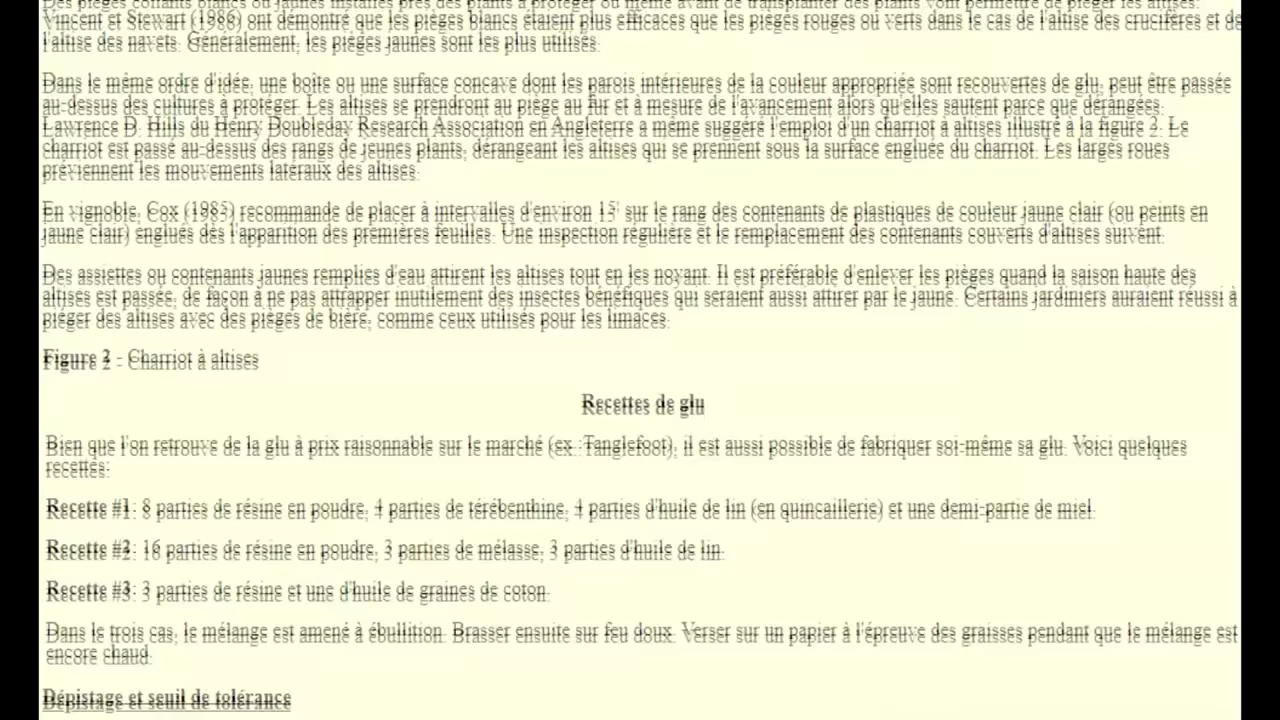 Des pièges collants blancs ou jaunes installés près des plants à protéger ou même avant de transplanter des plants vont permettre de piéger les altises.
Vincent et Stewart (1986) ont démontré que les pièges blancs étaient plus efficaces que les pièges rouges ou verts dans le cas de l'altise des crucifères et de
l'altise des navets. Généralement, les pièges jaunes sont les plus utilisés.
Dans le même ordre d'idée, une boîte ou une surface concave dont les parois intérieures de la couleur appropriée sont recouvertes de glu, peut être passée
au-dessus des cultures à protéger. Les altises se prendront au piège au fur et à mesure de l'avancement alors qu'elles sautent parce que dérangées.
Lawrence D. Hills du Henry Doubleday Research Association en Angleterre a même suggéré l'emploi d'un charriot à altises illustré à la figure 2. Le
charriot est passé au-dessus des rangs de jeunes plants, dérangeant les altises qui se prennent sous la surface engluée du charriot. Les larges roues
préviennent les mouvements latéraux des altises.
En vignoble, Cox (1985) recommande de placer à intervalles d'environ 15' sur le rang des contenants de plastiques de couleur jaune clair (ou peints en
jaune clair) englués dès l'apparition des premières feuilles. Une inspection régulière et le remplacement des contenants couverts d'altises suivent.
Des assiettes ou contenants jaunes remplies d'eau attirent les altises tout en les noyant. Il est préférable d'enlever les pièges quand la saison haute des
altises est passée, de façon à ne pas attrapper inutilement des insectes bénéfiques qui seraient aussi attirer par le jaune. Certains jardiniers auraient réussi à
piéger des altises avec des pièges de bière, comme ceux utilisés pour les limaces.
Figure 2 - Charriot à altises
Recettes de glu
Bien que l'on retrouve de la glu à prix raisonnable sur le marché (ex.:Tanglefoot), il est aussi possible de fabriquer soi-même sa glu. Voici quelques
recettes:
Recette #1: 8 parties de résine en poudre, 4 parties de térébenthine, 4 parties d'huile de lin (en quincaillerie) et une demi-partie de miel.
Recette #2: 16 parties de résine en poudre, 3 parties de mélasse, 3 parties d'huile de lin.
Recette #3: 3 parties de résine et une d'huile de graines de coton.
Dans le trois cas, le mélange est amené à ébullition. Brasser ensuite sur feu doux. Verser sur un papier à l'épreuve des graisses pendant que le mélange est
encore chaud.
Dépistage et seuil de tolérance